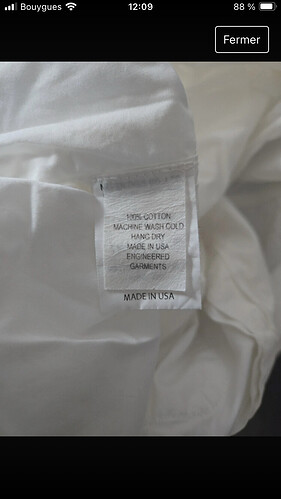 Bouygues 12:09 88 %
Fermer
100% COTTON
MACHINE WASH COLD
HANG DRY
MADE IN USA
ENGINEERED
GARMENTS
MADE IN USA